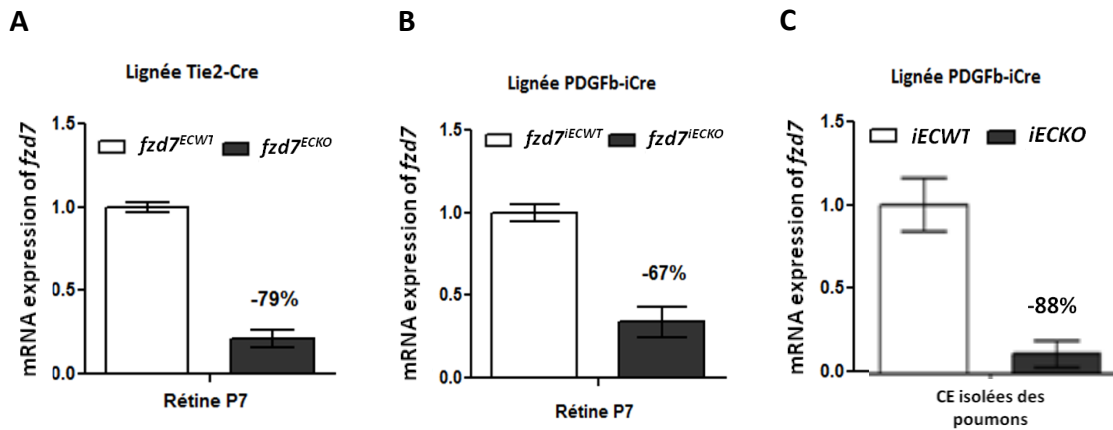 A
Lignée Tie2-Cre
mRNA expression of fzd7
1.5
1.0
0.5
0.0
fzd7ECWT
fzd7ECKO
-79%
Rétine P7
B
Lignée PDGFb-iCre
mRNA expression of fzd7
1.5
1.0
0.5
0.0
fzd7iECWT
fzd7iECKO
-67%
Rétine P7
C
Lignée PDGFb-iCre
mRNA expression of fzd7
1.5
1.0
0.5
0.0
iECWT
iECKO
-88%
CE isolées des
poumons